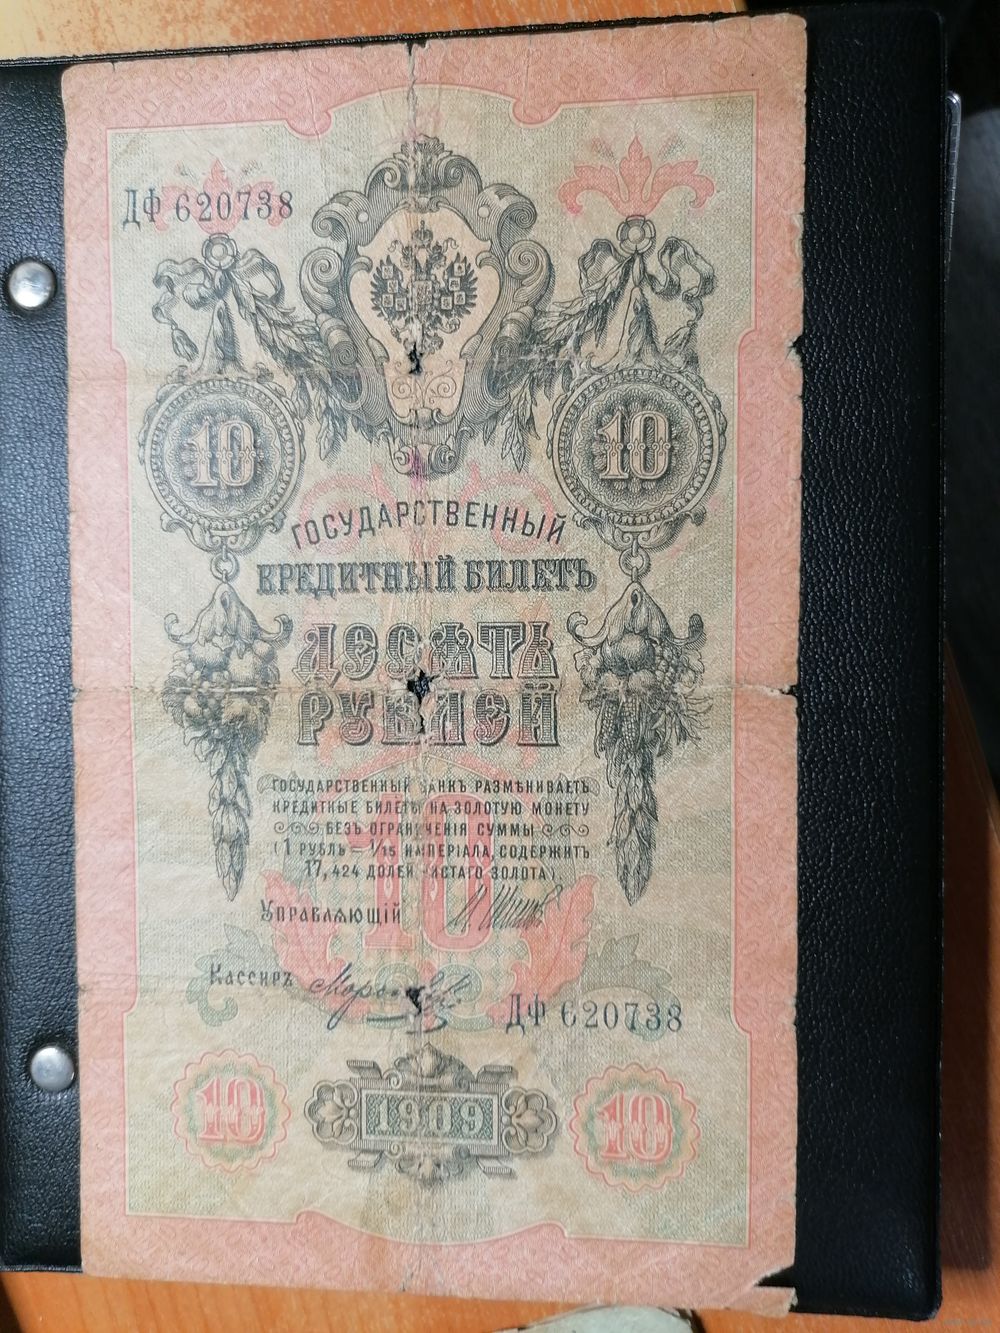 ДФ 620738
10
10
ГОСУДАРСТВЕННЫЙ
КРЕДИТНЫЙ БИЛЕТЪ
ДЕСЯТЬ
РУБЛЕЙ
ГОСУДАРСТВЕННЫЙ БАНКЪ РАЗМѢНИВАЕТЪ
КРЕДИТНЫЕ БИЛЕТЫ НА ЗОЛОТУЮ МОНЕТУ
БЕЗЪ ОГРАНИЧЕНІЯ СУММЫ
(1 РУБЛЬ = 1/15 ИМПЕРІАЛА, СОДЕРЖИТЪ
17,424 ДОЛЕЙ ЧИСТАГО ЗОЛОТА).
10
УПРАВЛЯЮЩІЙ
КАССИРЪ
ДФ 620738
10
1909
10